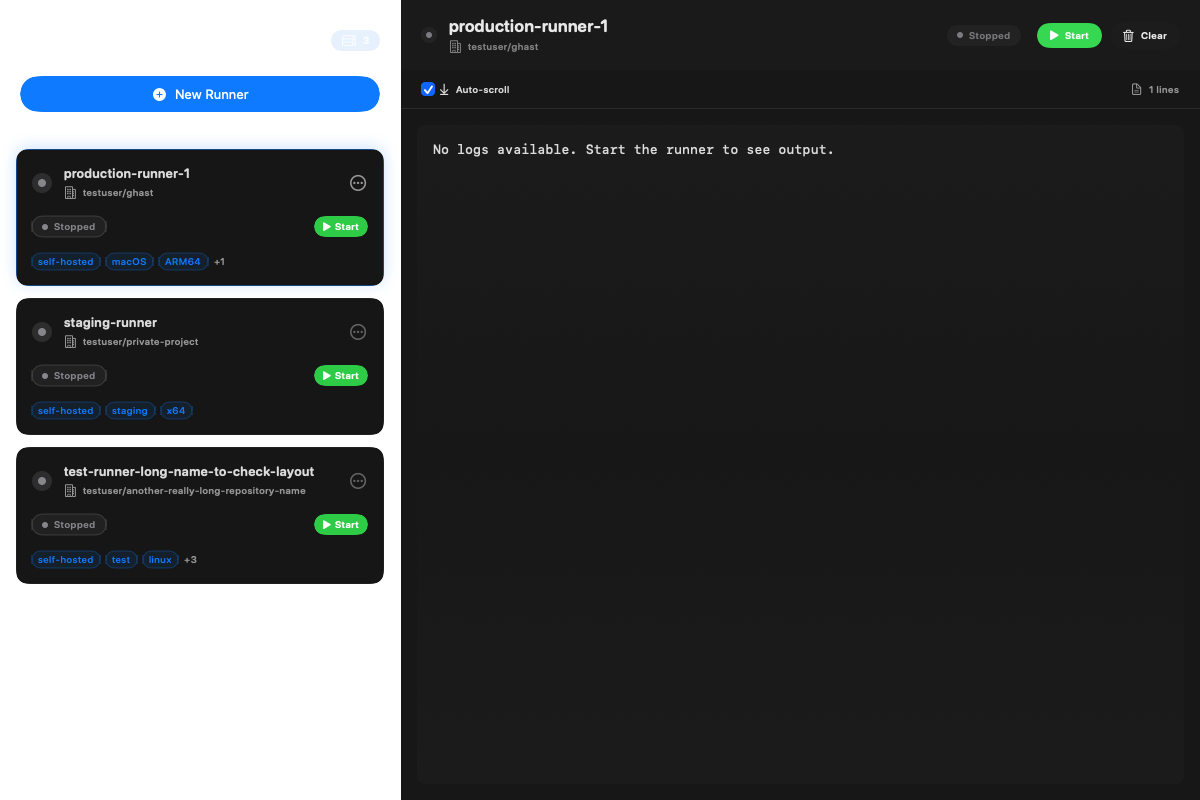 3
New Runner
production-runner-1
testuser/ghast
Stopped
Start
self-hosted macOS ARM64 +1
staging-runner
testuser/private-project
Stopped
Start
self-hosted staging x64
test-runner-long-name-to-check-layout
testuser/another-really-long-repository-name
Stopped
Start
self-hosted test linux +3
production-runner-1
testuser/ghast
Stopped
Start
Clear
Auto-scroll
1 lines
No logs available. Start the runner to see output.